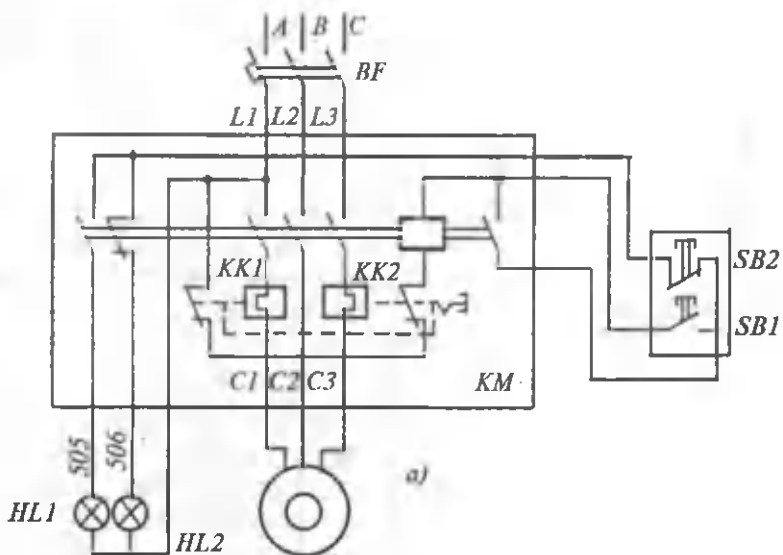 A B C
BF
L1 L2 L3
KK1 KK2
SB2
SB1
C1 C2 C3
KM
505 506
а)
HL1
HL2